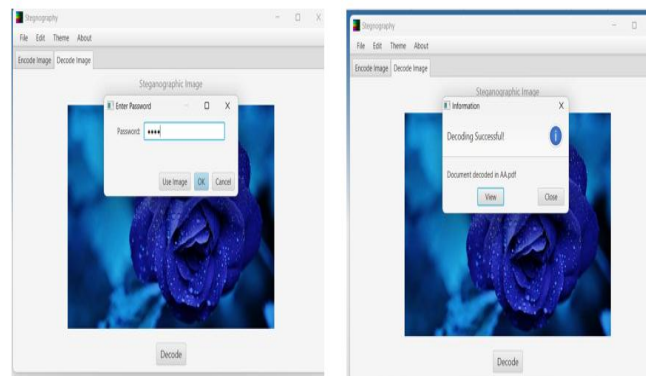 Stegnography
File Edit Theme About
Encode Image Decode Image
Steganographic Image
Enter Password
Password: ••••
Use Image OK Cancel
Decode
Stegnography
File Edit Theme About
Encode Image Decode Image
Steganographic Image
Information
Decoding Successful!
Document decoded in AA.pdf
View Close
Decode